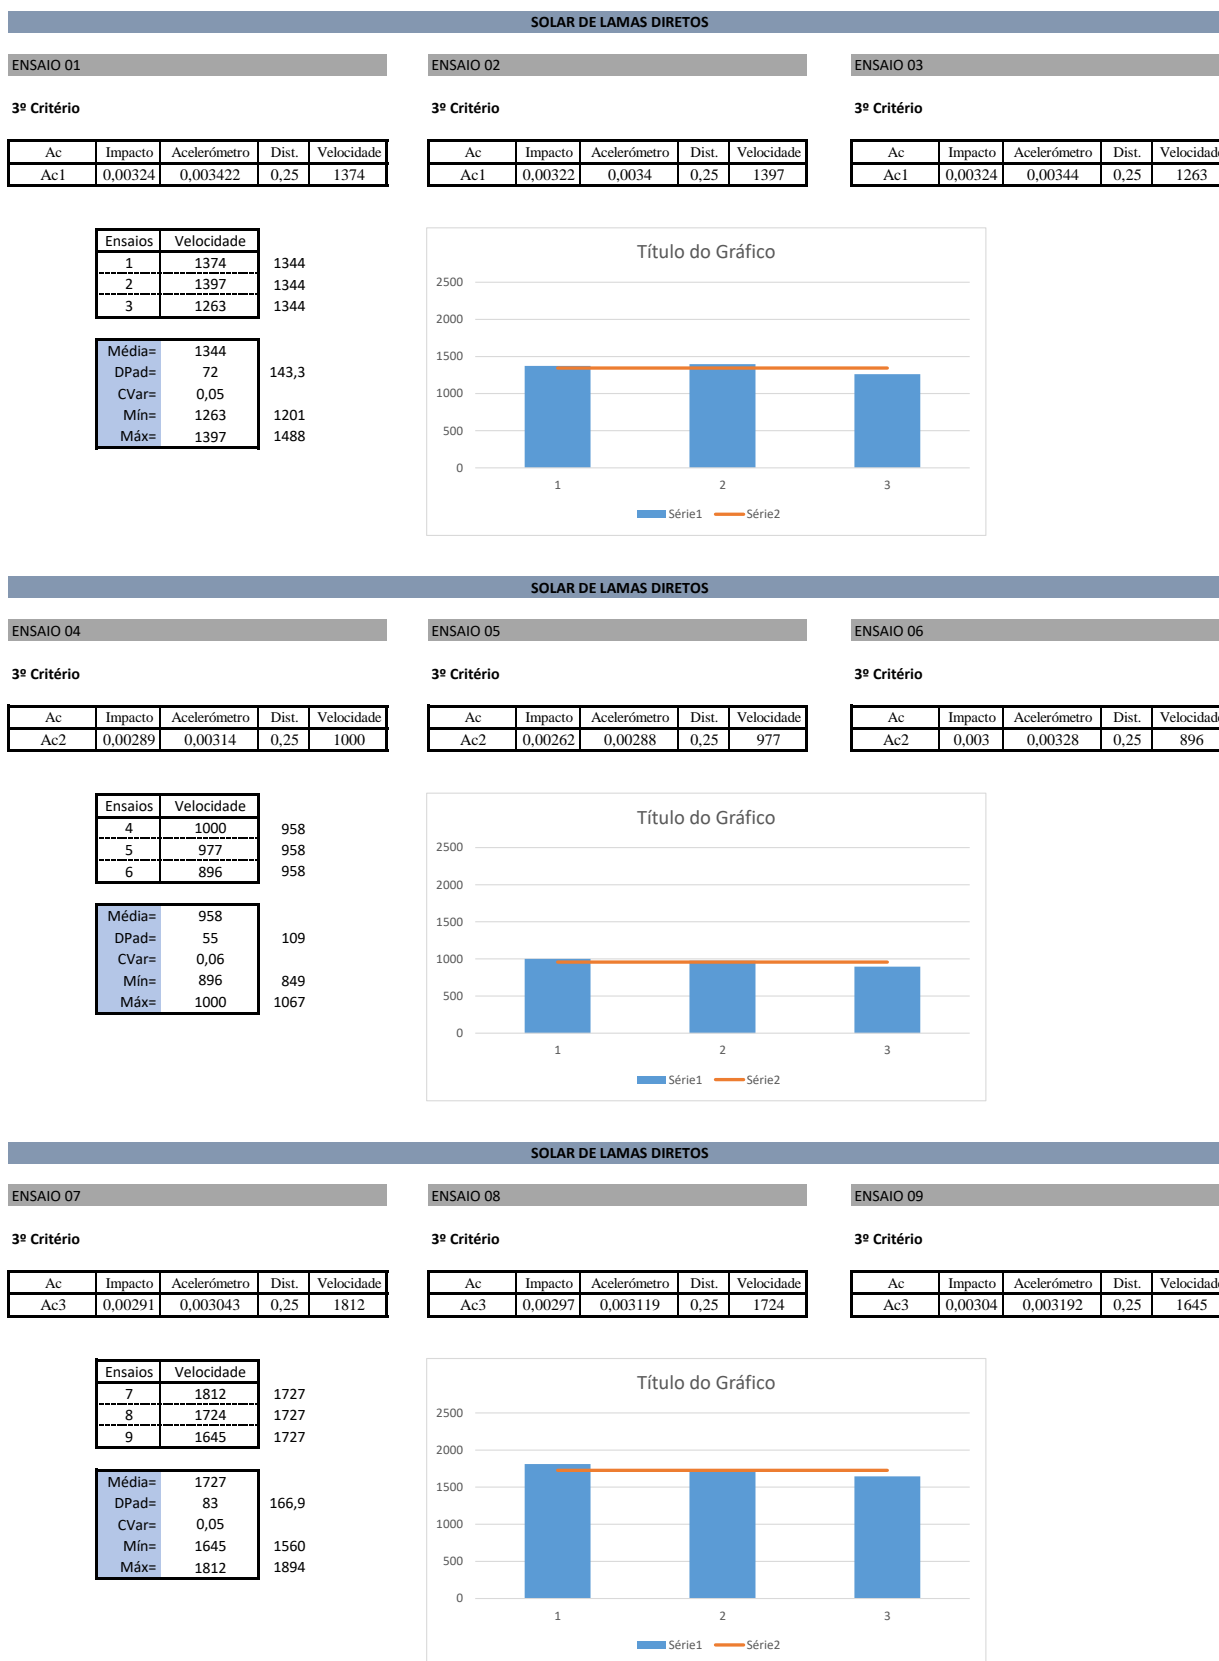 SOLAR DE LAMAS DIRETOS
ENSAIO 01 ENSAIO 02 ENSAIO 03
3º Critério 3º Critério 3º Critério
Ac Impacto Acelerómetro Dist. Velocidade Ac Impacto Acelerómetro Dist. Velocidade Ac Impacto Acelerómetro Dist. Velocidade
Ac1 0,00324 0,003422 0,25 1374 Ac1 0,00322 0,0034 0,25 1397 Ac1 0,00324 0,00344 0,25 1263
Ensaios Velocidade
1 1374 1344
2 1397 1344
3 1263 1344
Média= 1344
DPad= 72 143,3
CVar= 0,05
Mín= 1263 1201
Máx= 1397 1488
Título do Gráfico
2500
2000
1500
1000
500
0
1 2 3
Série1 Série2
SOLAR DE LAMAS DIRETOS
ENSAIO 04 ENSAIO 05 ENSAIO 06
3º Critério 3º Critério 3º Critério
Ac Impacto Acelerómetro Dist. Velocidade Ac Impacto Acelerómetro Dist. Velocidade Ac Impacto Acelerómetro Dist. Velocidade
Ac2 0,00289 0,00314 0,25 1000 Ac2 0,00262 0,00288 0,25 977 Ac2 0,003 0,00328 0,25 896
Ensaios Velocidade
4 1000 958
5 977 958
6 896 958
Média= 958
DPad= 55 109
CVar= 0,06
Mín= 896 849
Máx= 1000 1067
Título do Gráfico
2500
2000
1500
1000
500
0
1 2 3
Série1 Série2
SOLAR DE LAMAS DIRETOS
ENSAIO 07 ENSAIO 08 ENSAIO 09
3º Critério 3º Critério 3º Critério
Ac Impacto Acelerómetro Dist. Velocidade Ac Impacto Acelerómetro Dist. Velocidade Ac Impacto Acelerómetro Dist. Velocidade
Ac3 0,00291 0,003043 0,25 1812 Ac3 0,00297 0,003119 0,25 1724 Ac3 0,00304 0,003192 0,25 1645
Ensaios Velocidade
7 1812 1727
8 1724 1727
9 1645 1727
Média= 1727
DPad= 83 166,9
CVar= 0,05
Mín= 1645 1560
Máx= 1812 1894
Título do Gráfico
2500
2000
1500
1000
500
0
1 2 3
Série1 Série2